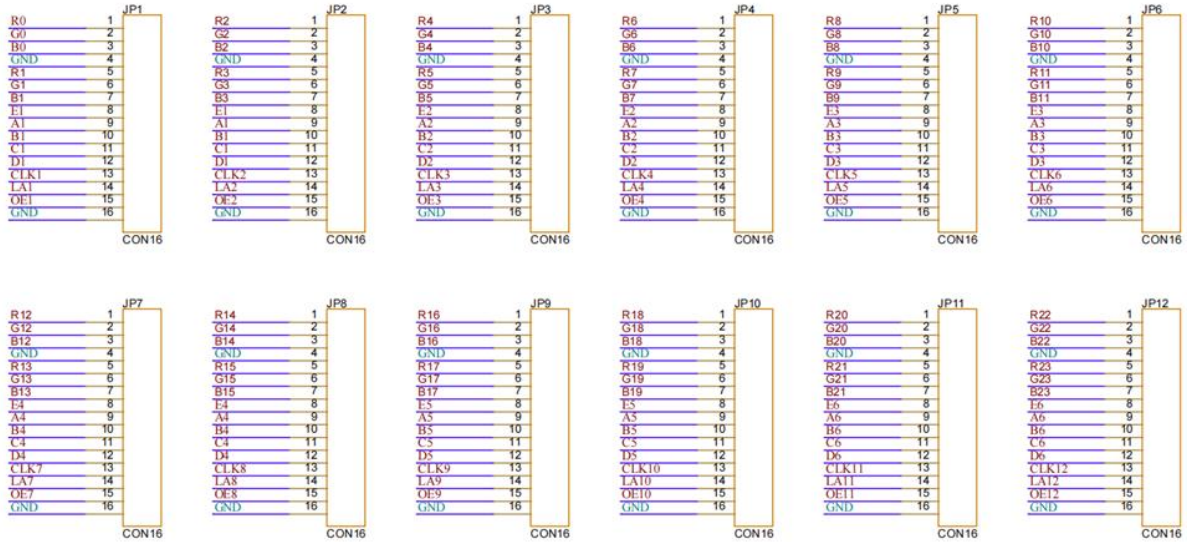 JP1
R0 1
G0 2
B0 3
GND 4
R1 5
G1 6
B1 7
E1 8
A1 9
B1 10
C1 11
D1 12
CLK1 13
LA1 14
OE1 15
GND 16
CON16
JP2
R2 1
G2 2
B2 3
GND 4
R3 5
G3 6
B3 7
E1 8
A1 9
B1 10
C1 11
D1 12
CLK2 13
LA2 14
OE2 15
GND 16
CON16
JP3
R4 1
G4 2
B4 3
GND 4
R5 5
G5 6
B5 7
E2 8
A2 9
B2 10
C2 11
D2 12
CLK3 13
LA3 14
OE3 15
GND 16
CON16
JP4
R6 1
G6 2
B6 3
GND 4
R7 5
G7 6
B7 7
E2 8
A2 9
B2 10
C2 11
D2 12
CLK4 13
LA4 14
OE4 15
GND 16
CON16
JP5
R8 1
G8 2
B8 3
GND 4
R9 5
G9 6
B9 7
E3 8
A3 9
B3 10
C3 11
D3 12
CLK5 13
LA5 14
OE5 15
GND 16
CON16
JP6
R10 1
G10 2
B10 3
GND 4
R11 5
G11 6
B11 7
E3 8
A3 9
B3 10
C3 11
D3 12
CLK6 13
LA6 14
OE6 15
GND 16
CON16
JP7
R12 1
G12 2
B12 3
GND 4
R13 5
G13 6
B13 7
E4 8
A4 9
B4 10
C4 11
D4 12
CLK7 13
LA7 14
OE7 15
GND 16
CON16
JP8
R14 1
G14 2
B14 3
GND 4
R15 5
G15 6
B15 7
E4 8
A4 9
B4 10
C4 11
D4 12
CLK8 13
LA8 14
OE8 15
GND 16
CON16
JP9
R16 1
G16 2
B16 3
GND 4
R17 5
G17 6
B17 7
E5 8
A5 9
B5 10
C5 11
D5 12
CLK9 13
LA9 14
OE9 15
GND 16
CON16
JP10
R18 1
G18 2
B18 3
GND 4
R19 5
G19 6
B19 7
E5 8
A5 9
B5 10
C5 11
D5 12
CLK10 13
LA10 14
OE10 15
GND 16
CON16
JP11
R20 1
G20 2
B20 3
GND 4
R21 5
G21 6
B21 7
E6 8
A6 9
B6 10
C6 11
D6 12
CLK11 13
LA11 14
OE11 15
GND 16
CON16
JP12
R22 1
G22 2
B22 3
GND 4
R23 5
G23 6
B23 7
E6 8
A6 9
B6 10
C6 11
D6 12
CLK12 13
LA12 14
OE12 15
GND 16
CON16